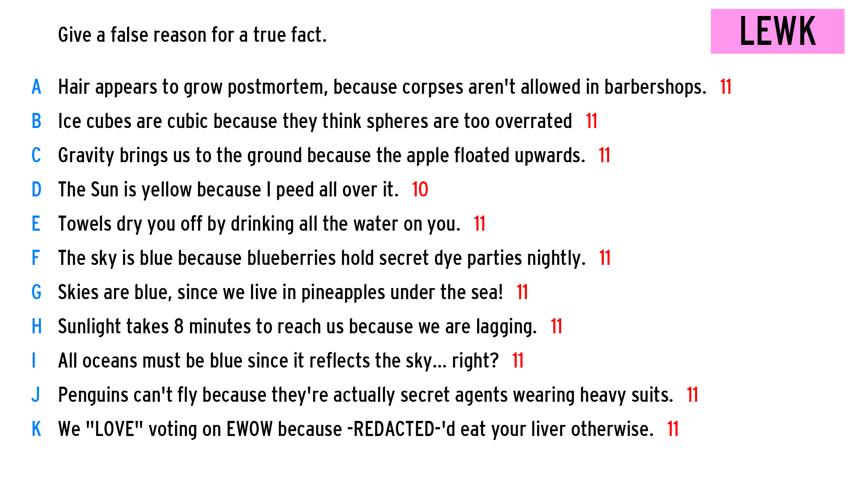 Give a false reason for a true fact.
LEWK
A Hair appears to grow postmortem, because corpses aren't allowed in barbershops. 11
B Ice cubes are cubic because they think spheres are too overrated 11
C Gravity brings us to the ground because the apple floated upwards. 11
D The Sun is yellow because I peed all over it. 10
E Towels dry you off by drinking all the water on you. 11
F The sky is blue because blueberries hold secret dye parties nightly. 11
G Skies are blue, since we live in pineapples under the sea! 11
H Sunlight takes 8 minutes to reach us because we are lagging. 11
I All oceans must be blue since it reflects the sky... right? 11
J Penguins can't fly because they're actually secret agents wearing heavy suits. 11
K We "LOVE" voting on EWOW because -REDACTED-'d eat your liver otherwise. 11